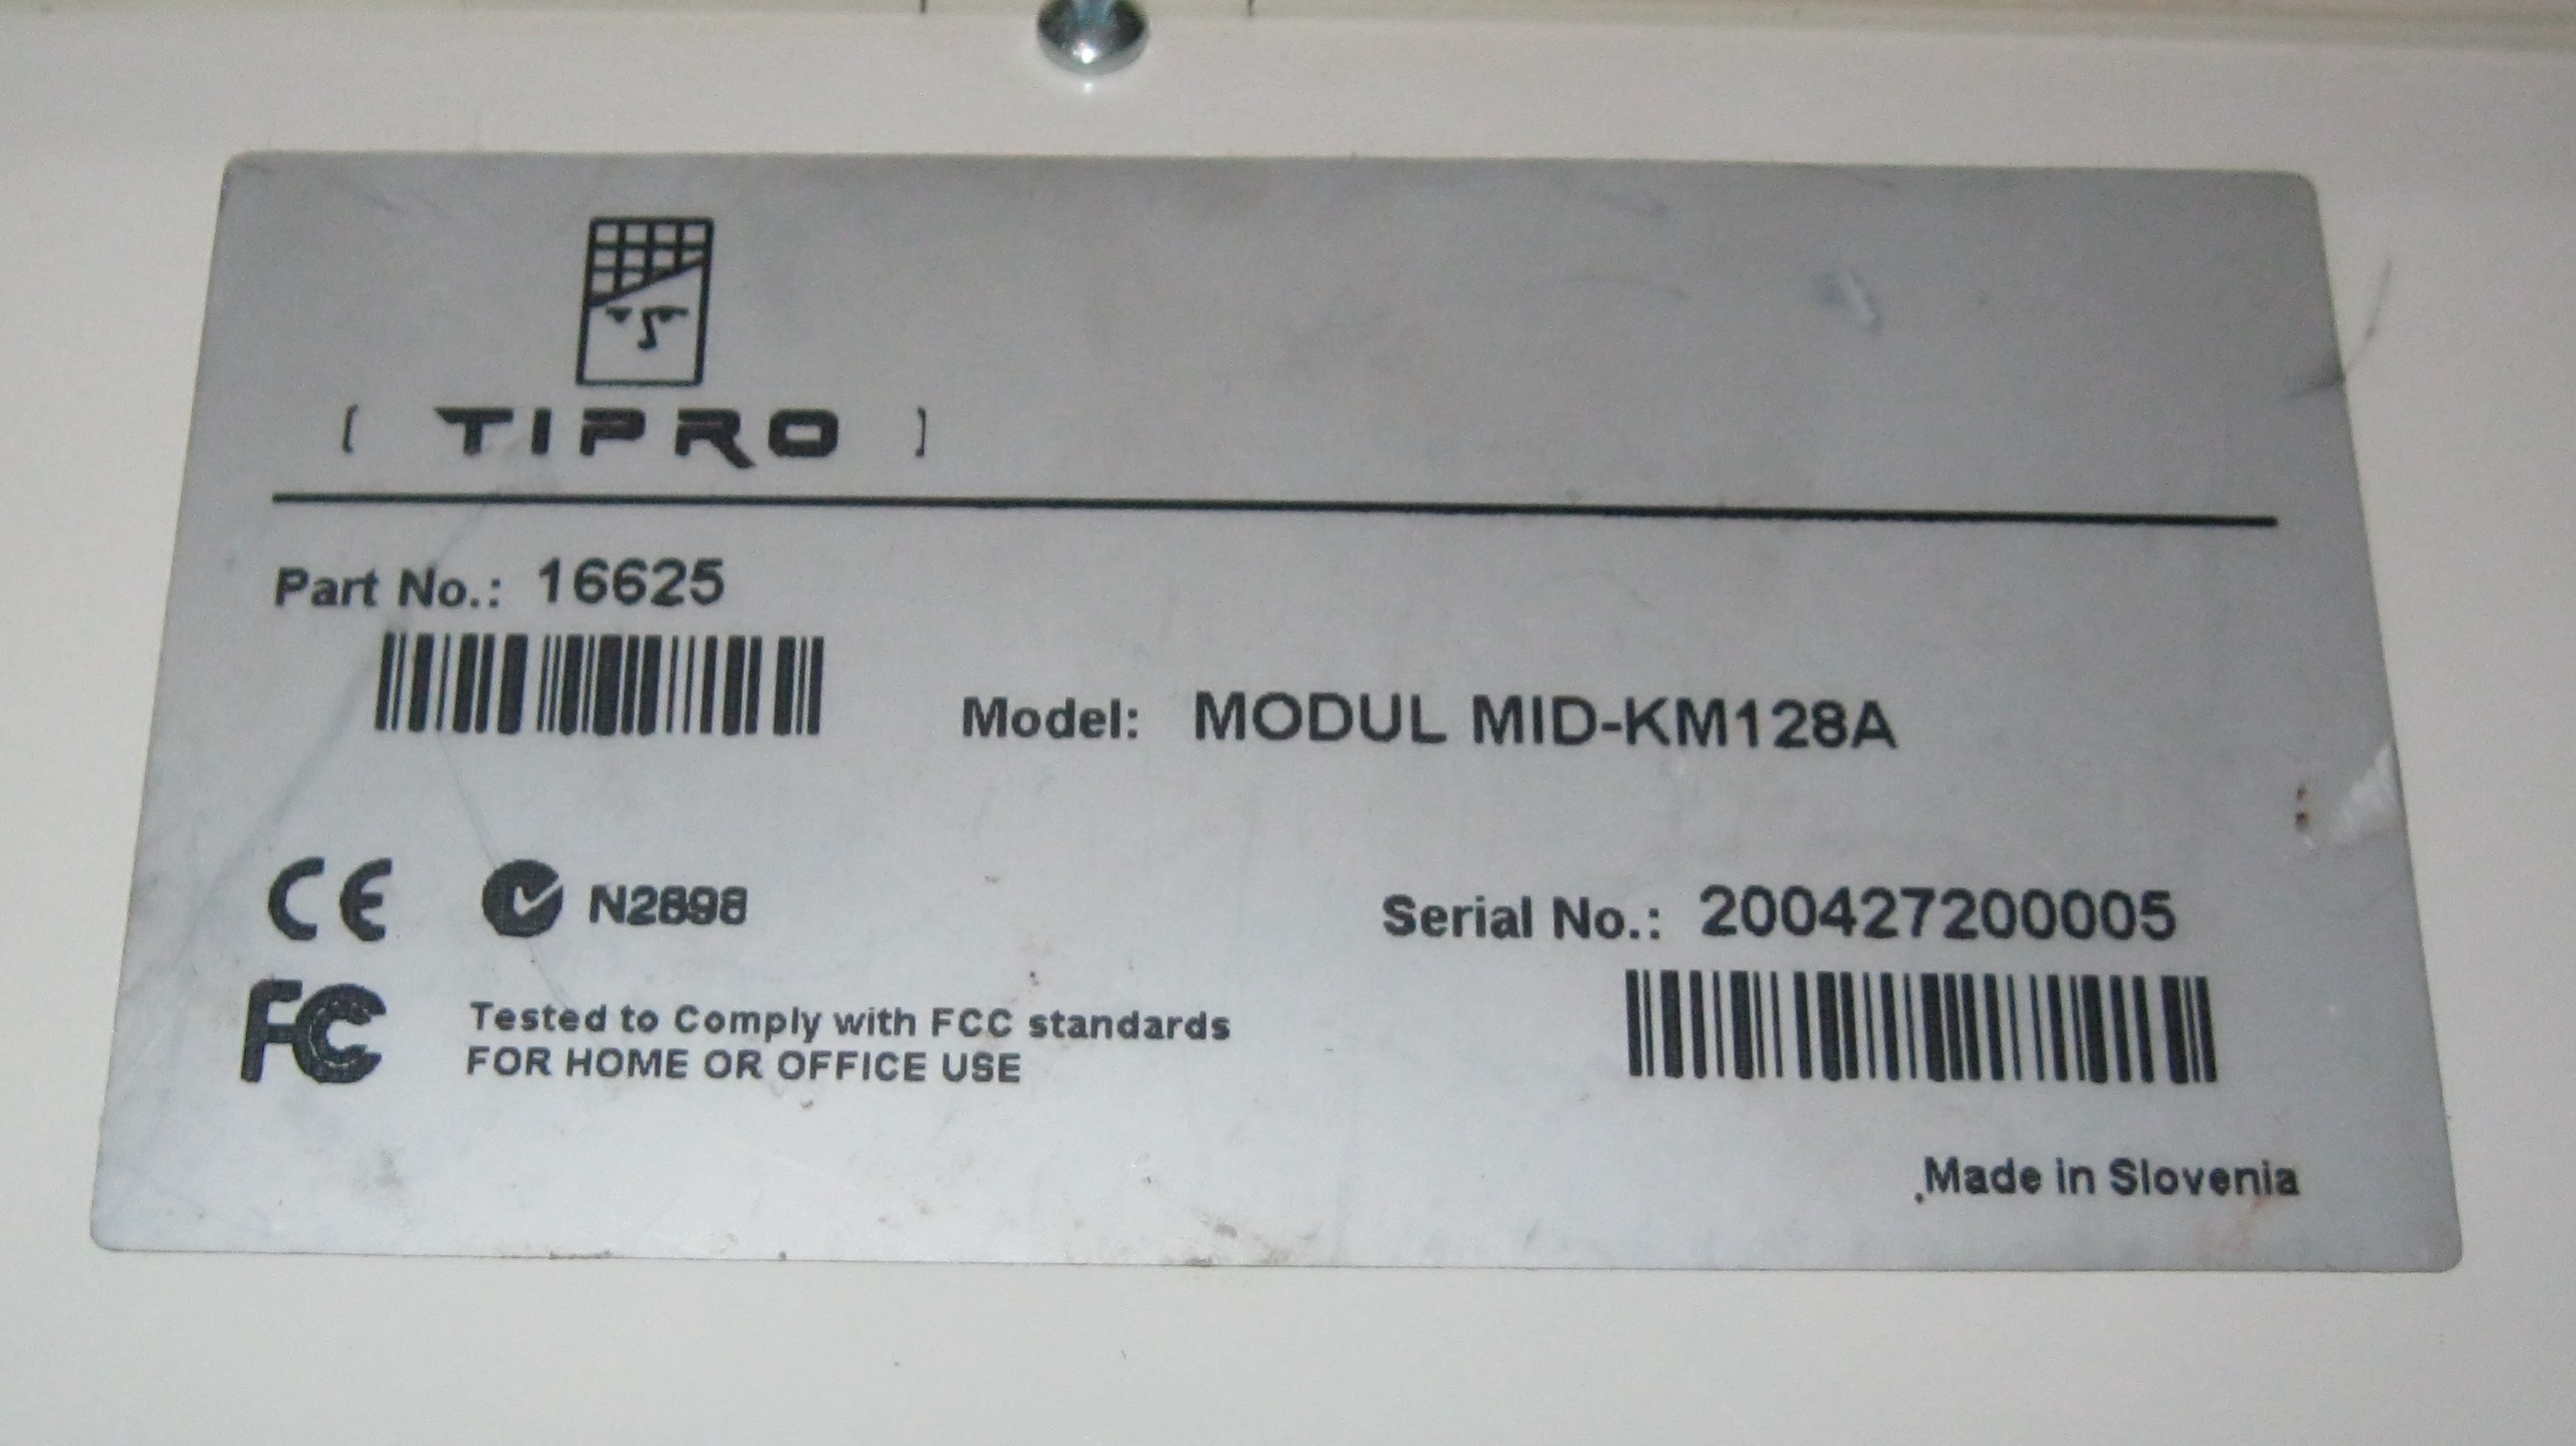 [ TIPRO ]
Part No.: 16625
Model: MODUL MID-KM128A
CE N2898
Serial No.: 200427200005
FC Tested to Comply with FCC standards
FOR HOME OR OFFICE USE
Made in Slovenia